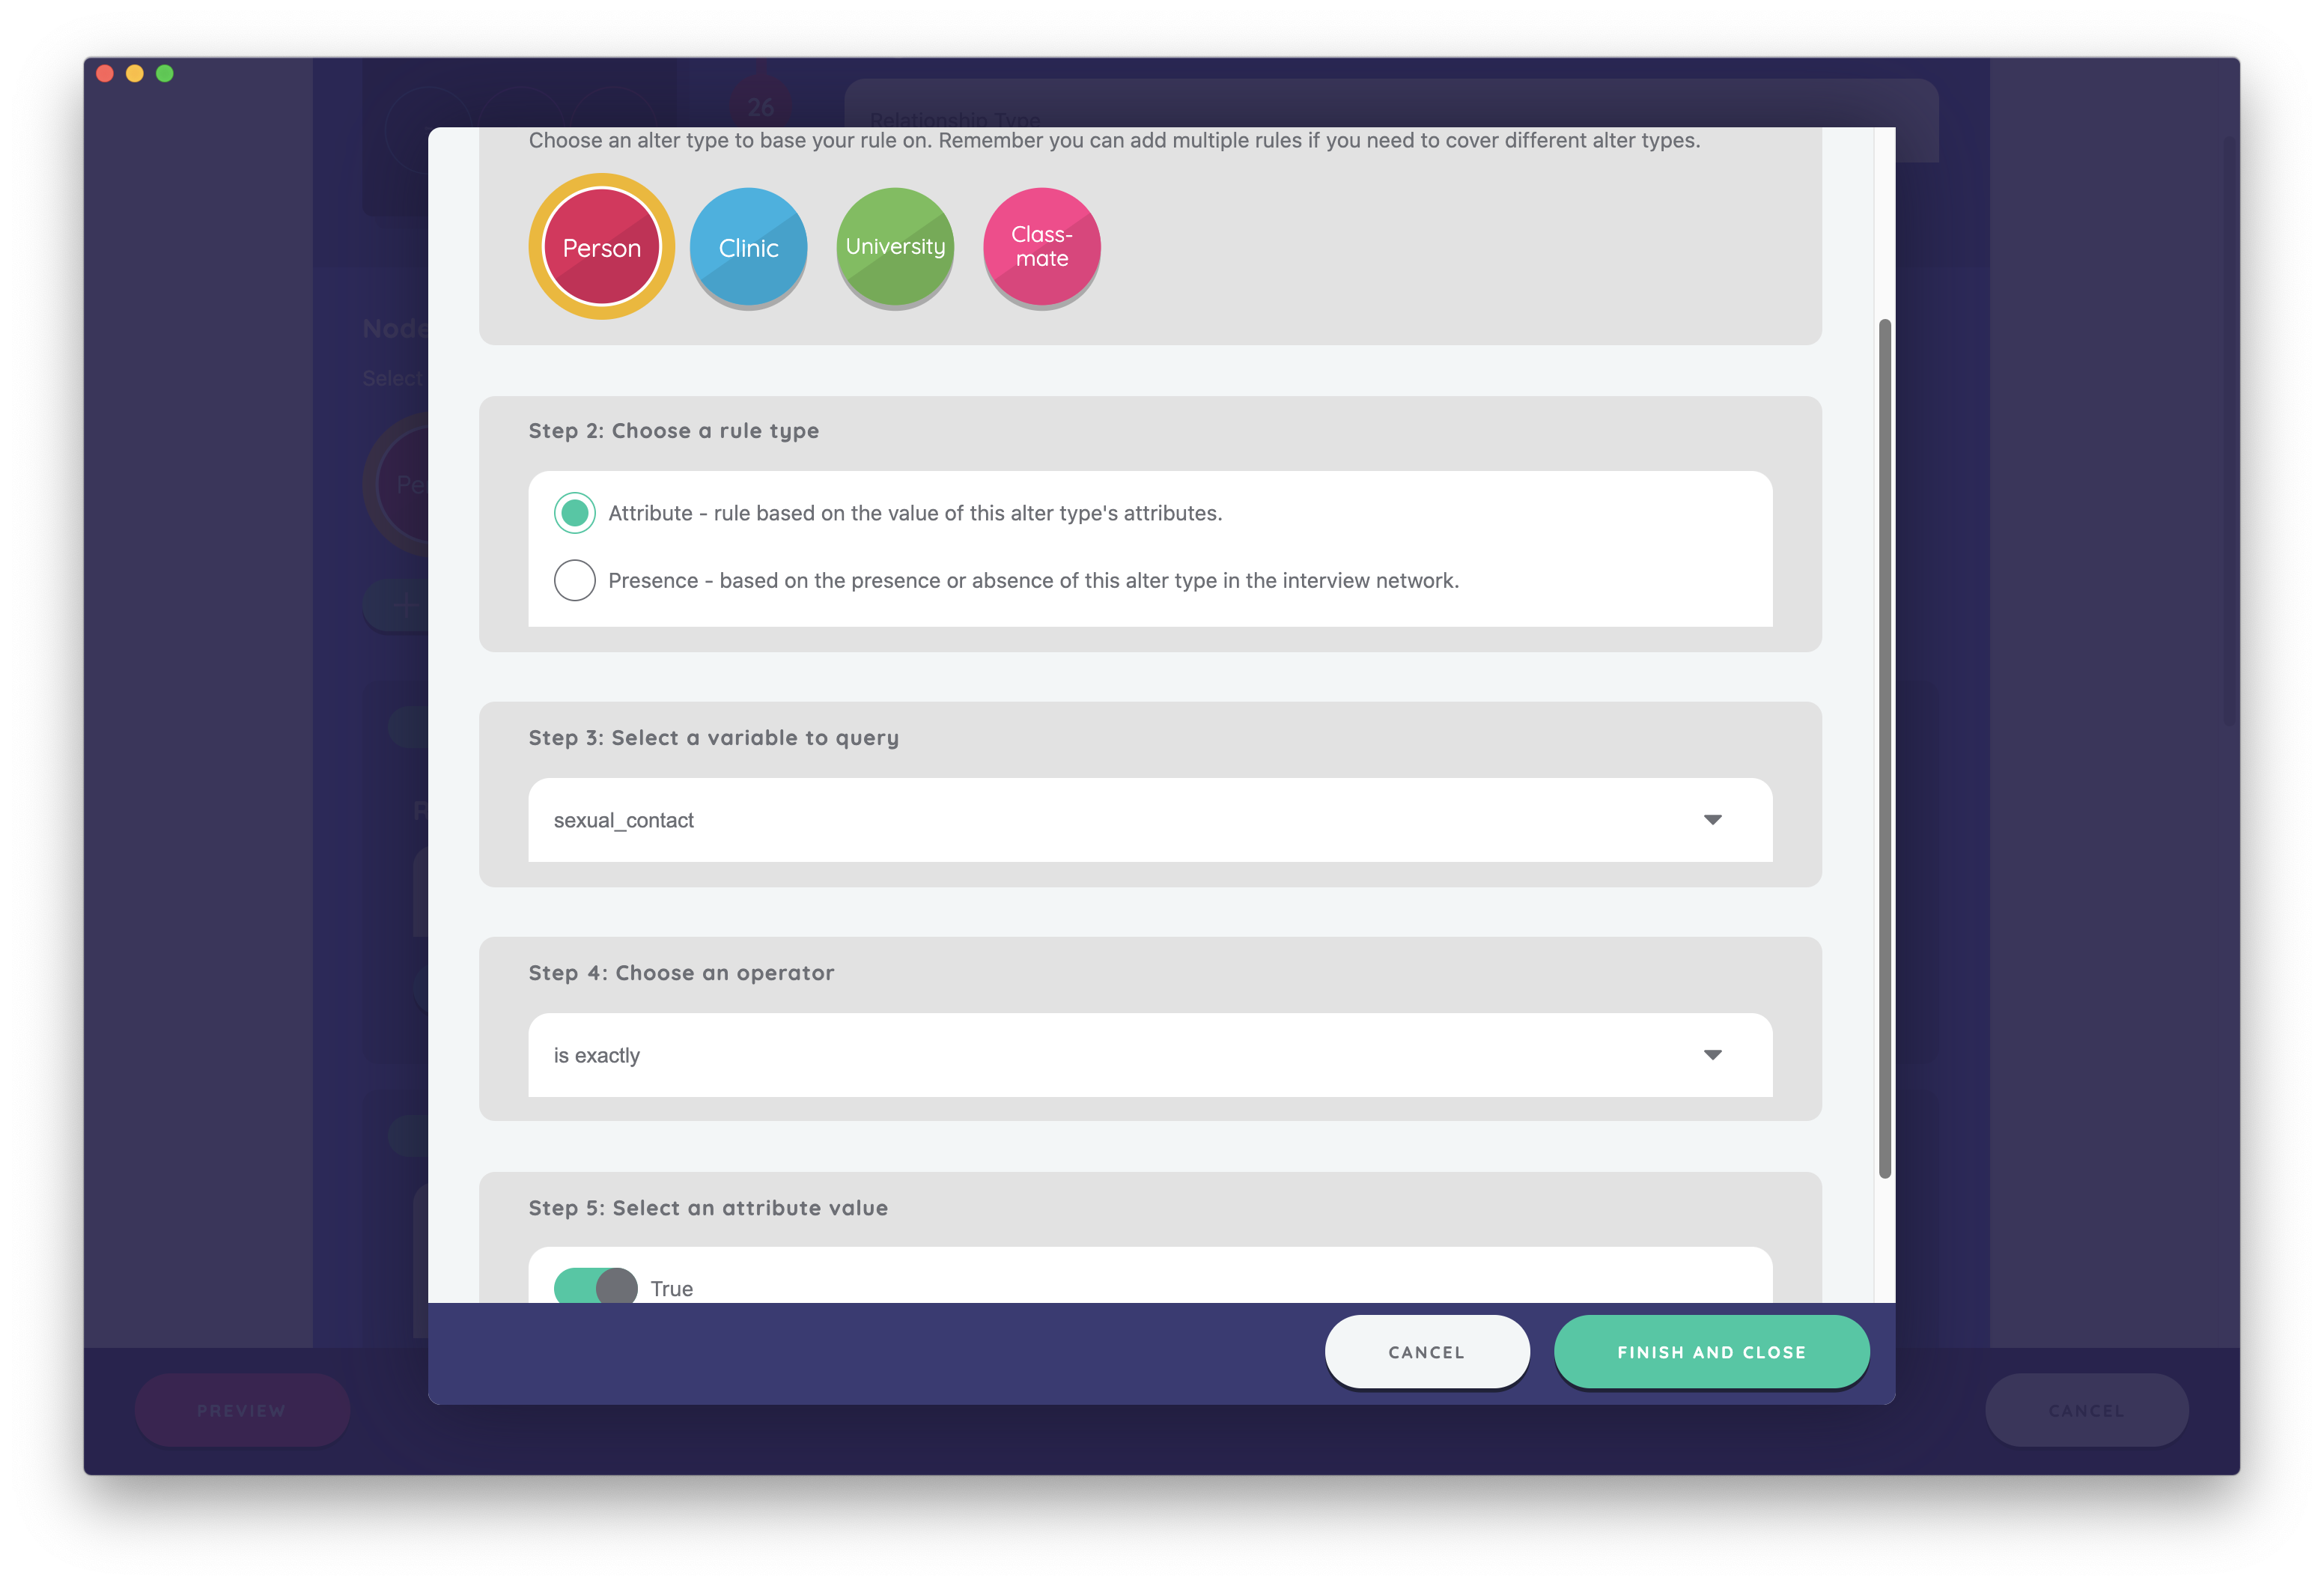 26
Relationship Type
Choose an alter type to base your rule on. Remember you can add multiple rules if you need to cover different alter types.
Person
Clinic
University
Class-
mate
Node
Select
Step 2: Choose a rule type
Attribute - rule based on the value of this alter type's attributes.
Presence - based on the presence or absence of this alter type in the interview network.
Step 3: Select a variable to query
sexual_contact
Step 4: Choose an operator
is exactly
Step 5: Select an attribute value
True
CANCEL
FINISH AND CLOSE
PREVIEW
CANCEL